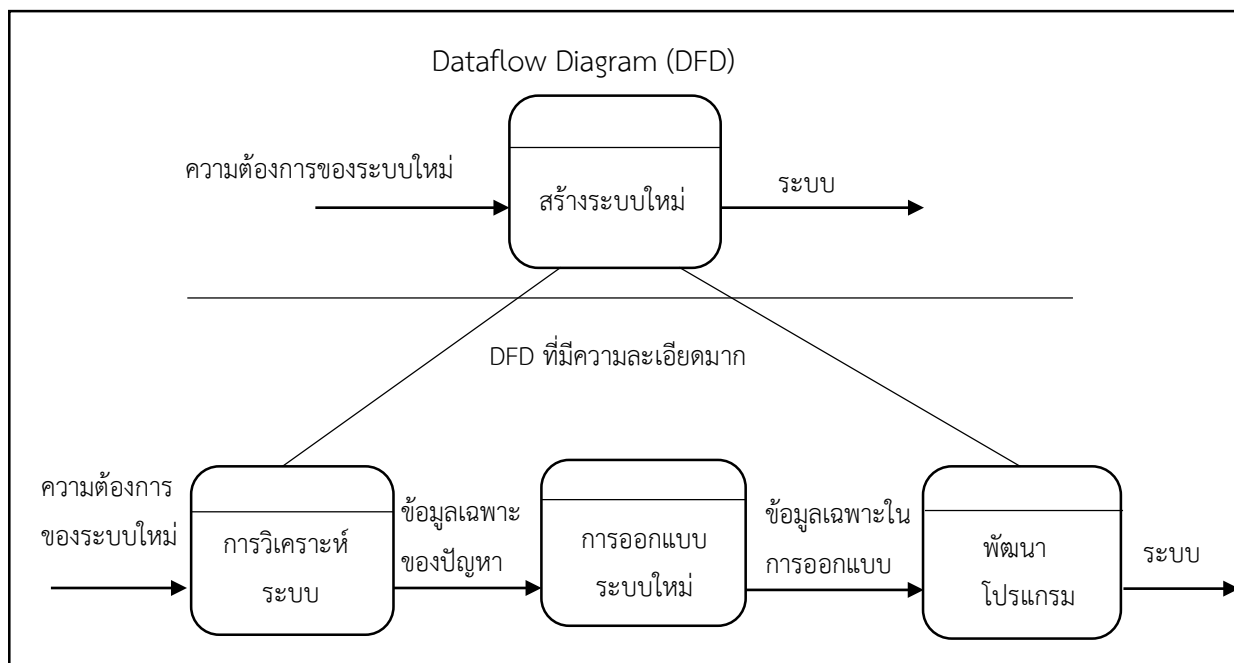 Dataflow Diagram (DFD)
ความต้องการของระบบใหม่
สร้างระบบใหม่
ระบบ
DFD ที่มีความละเอียดมาก
ความต้องการ
ของระบบใหม่
การวิเคราะห์
ระบบ
ข้อมูลเฉพาะ
ของปัญหา
การออกแบบ
ระบบใหม่
ข้อมูลเฉพาะใน
การออกแบบ
พัฒนา
โปรแกรม
ระบบ